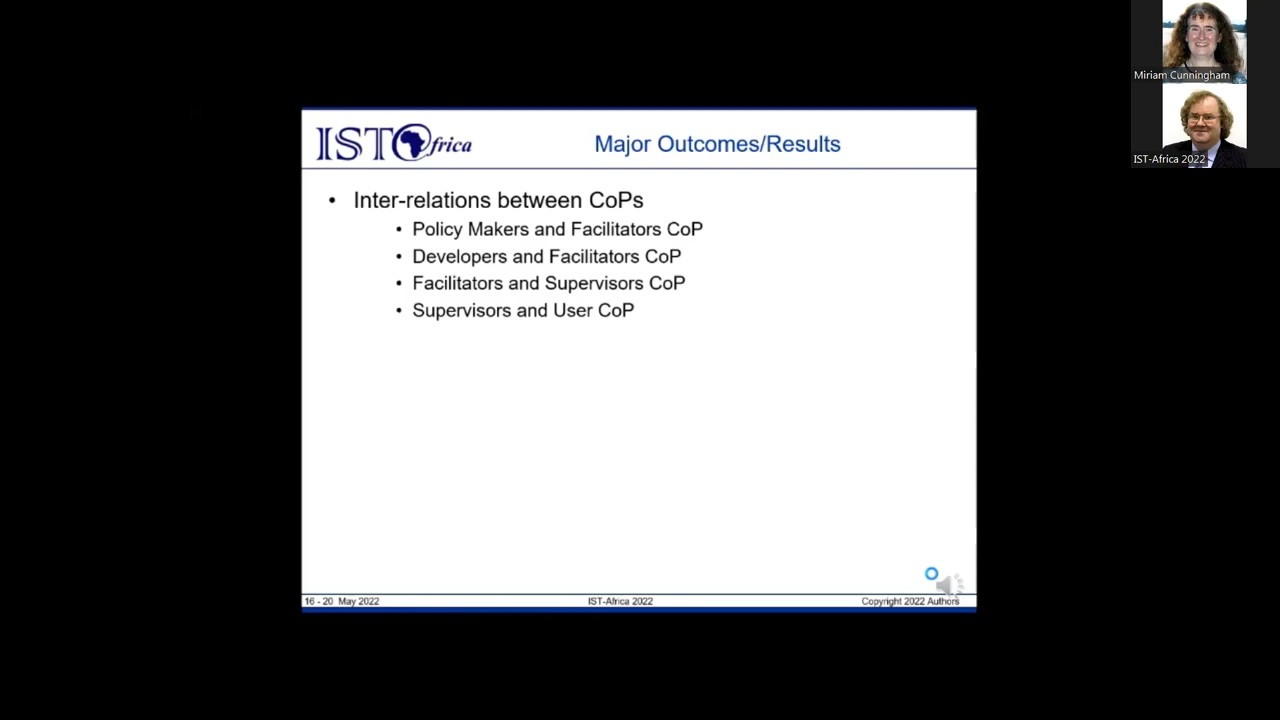 ISTAfrica
Major Outcomes/Results
• Inter-relations between CoPs
• Policy Makers and Facilitators CoP
• Developers and Facilitators CoP
• Facilitators and Supervisors CoP
• Supervisors and User CoP
16 - 20 May 2022
IST-Africa 2022
Copyright 2022 Authors
Miriam Cunningham
IST-Africa 2022